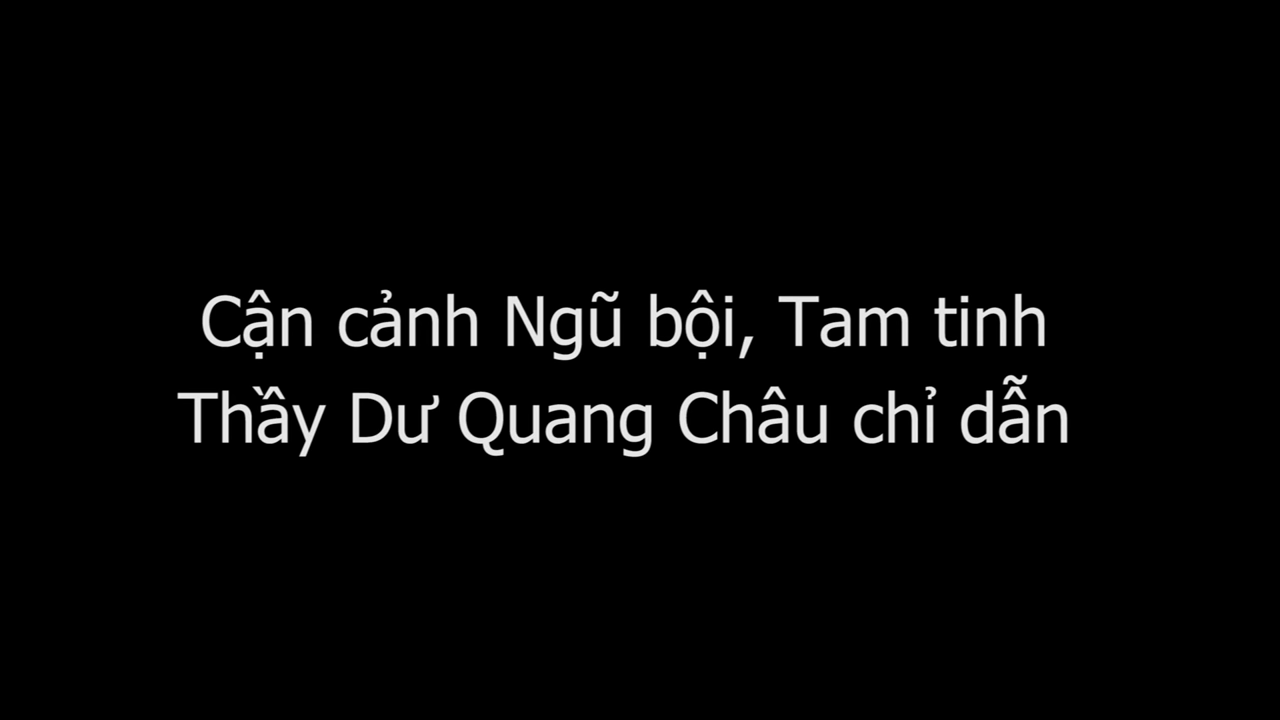 Cận cảnh Ngũ bội, Tam tinh
Thầy Dư Quang Châu chỉ dẫn